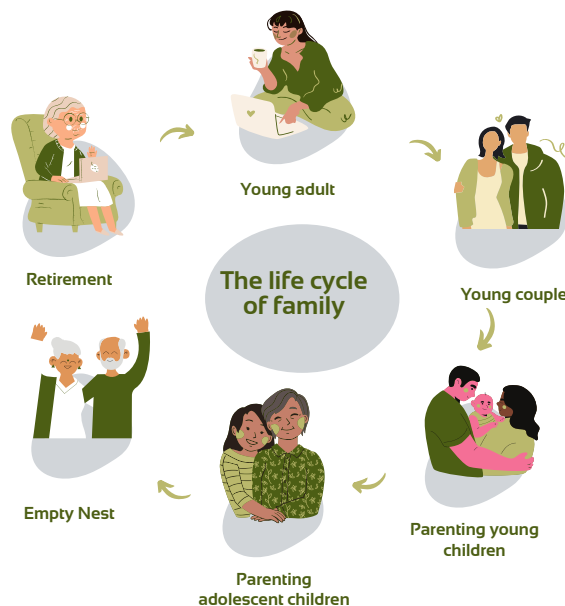 Young adult
Retirement
The life cycle
of family
Young couple
Empty Nest
Parenting young
children
Parenting
adolescent children